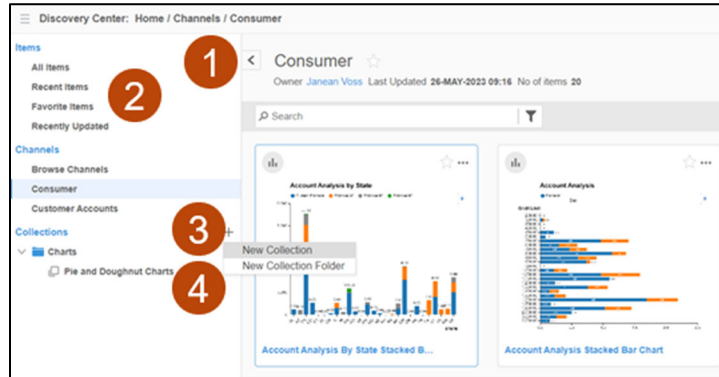 Discovery Center: Home / Channels / Consumer
Items
All Items
Recent Items
Favorite Items
Recently Updated
Channels
Browse Channels
Consumer
Customer Accounts
Collections
Charts
Pie and Doughnut Charts
1
2
3
4
New Collection
New Collection Folder
Consumer
Owner Janean Voss Last Updated 26-MAY-2023 09:16 No of items 20
Search
Account Analysis by State
Account Analysis By State Stacked B...
Account Analysis
Account Analysis Stacked Bar Chart